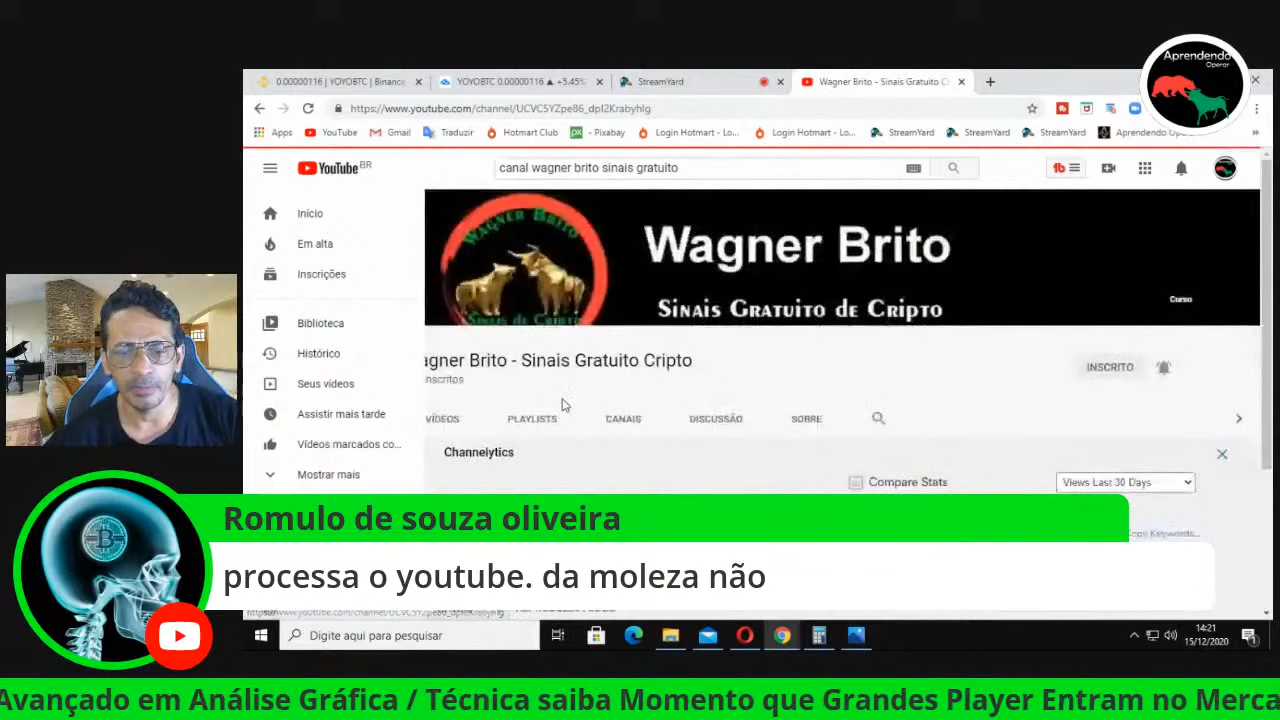 Aprendendo
Operar
0.00000116 | YOYOBTC | Binance
YOYOBTC 0.00000116 ▲ +5.45%
StreamYard
Wagner Brito - Sinais Gratuito C
https://www.youtube.com/channel/
Apps
YouTube
Gmail
Traduzir
Hotmart Club
- Pixabay
Login Hotmart - Lo...
Login Hotmart - Lo...
StreamYard
StreamYard
StreamYard
Aprendendo
YouTube BR
canal wagner brito sinais gratuito
Início
Em alta
Inscrições
Biblioteca
Histórico
Seus vídeos
Assistir mais tarde
Vídeos marcados co...
Mostrar mais
WAGNER BRITO
Wagner Brito
Sinais Gratuito de Cripto
Curso
agner Brito - Sinais Gratuito Cripto
nscritos
INSCRITO
VÍDEOS
PLAYLISTS
CANAIS
DISCUSSÃO
SOBRE
Channelytics
Compare Stats
Views Last 30 Days
Copy Keywords...
Romulo de souza oliveira
processa o youtube. da moleza não
Digite aqui para pesquisar
14:21
15/12/2020
Avançado em Análise Gráfica / Técnica saiba Momento que Grandes Player Entram no Merca